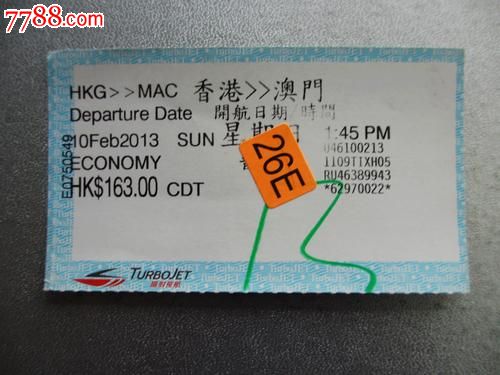 7788.com
HKG>>MAC 香港>>澳門
Departure Date 開航日期/時間
10Feb2013 SUN 星期日 1:45 PM
U46100213
ECONOMY
1109TIXH05
HK$163.00 CDT
RU46389943
*62970022*
26E
E0750549
TURBOJET
噴射飛航